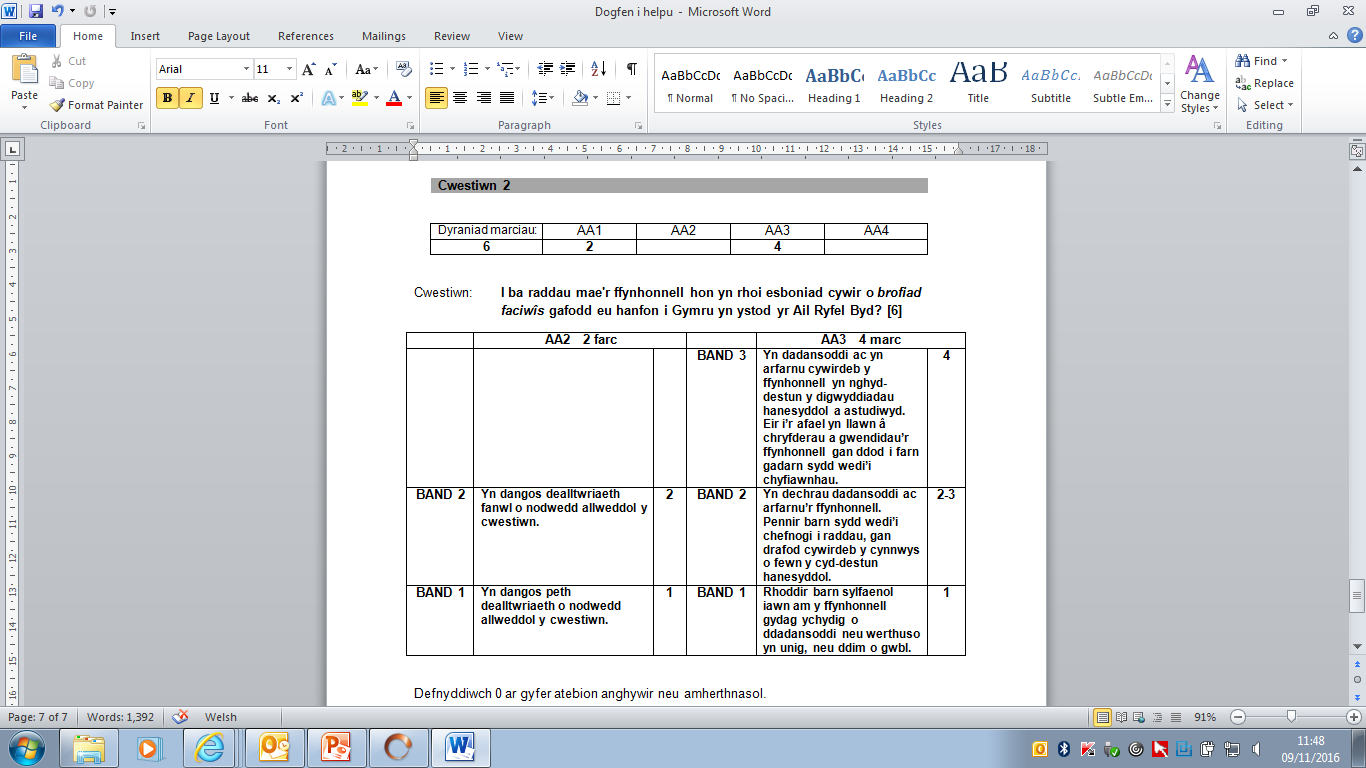 Dogfen i helpu - Microsoft Word
File Home Insert Page Layout References Mailings Review View
Paste
Cut
Copy
Format Painter
Clipboard
Arial 11
B I U abc x₂ x² A ab A
Aa
Font
Paragraph
AaBbCcDc AaBbCcDc AaBbCc AaBbCc AaB AaBbCc. AaBbCcDc
¶ Normal ¶ No Spaci... Heading 1 Heading 2 Title Subtitle Subtle Em...
Styles
Change
Styles
Find
Replace
Select
Editing
Cwestiwn 2
Dyraniad marciau: AA1 AA2 AA3 AA4
6 2 4
Cwestiwn: I ba raddau mae'r ffynhonnell hon yn rhoi esboniad cywir o brofiad
faciwîs gafodd eu hanfon i Gymru yn ystod yr Ail Ryfel Byd? [6]
AA2 2 farc AA3 4 marc
BAND 3 Yn dadansoddi ac yn 4
arfarnu cywirdeb y
ffynhonnell yn nghyd-
destun y digwyddiadau
hanesyddol a astudiwyd.
Eir i'r afael yn llawn â
chryfderau a gwendidau'r
ffynhonnell gan ddod i farn
gadarn sydd wedi'i
chyfiawnhau.
BAND 2 Yn dangos dealltwriaeth 2
fanwl o nodwedd allweddol y
cwestiwn.
BAND 2 Yn dechrau dadansoddi ac 2-3
arfarnu'r ffynhonnell.
Pennir barn sydd wedi'i
chefnogi i raddau, gan
drafod cywirdeb y cynnwys
o fewn y cyd-destun
hanesyddol.
BAND 1 Yn dangos peth 1
dealltwriaeth o nodwedd
allweddol y cwestiwn.
BAND 1 Rhoddir barn sylfaenol 1
iawn am y ffynhonnell
gydag ychydig o
ddadansoddi neu werthuso
yn unig, neu ddim o gwbl.
Defnyddiwch 0 ar gyfer atebion anghywir neu amherthnasol.
Page: 7 of 7 Words: 1,392 Welsh 91%
11:48
09/11/2016